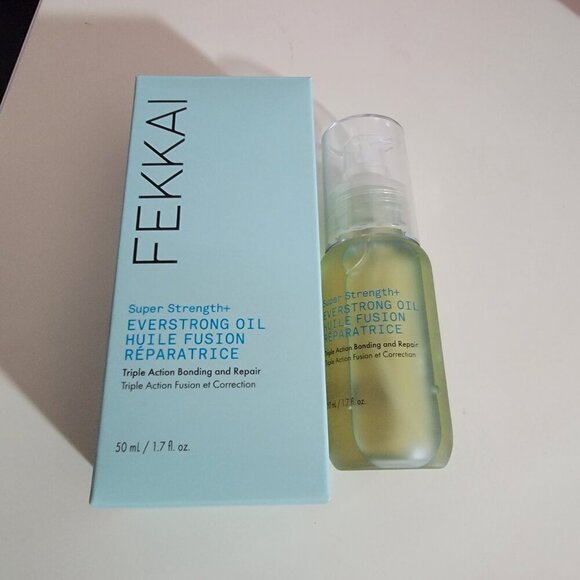 FEKKAI
Super Strength+
EVERSTRONG OIL
HUILE FUSION
RÉPARATRICE
Triple Action Bonding and Repair
Triple Action Fusion et Correction
50 mL / 1.7 fl. oz.
Super Strength+
EVERSTRONG OIL
HUILE FUSION
RÉPARATRICE
Triple Action Bonding and Repair
Triple Action Fusion et Correction
mL / 1.7 fl. oz.